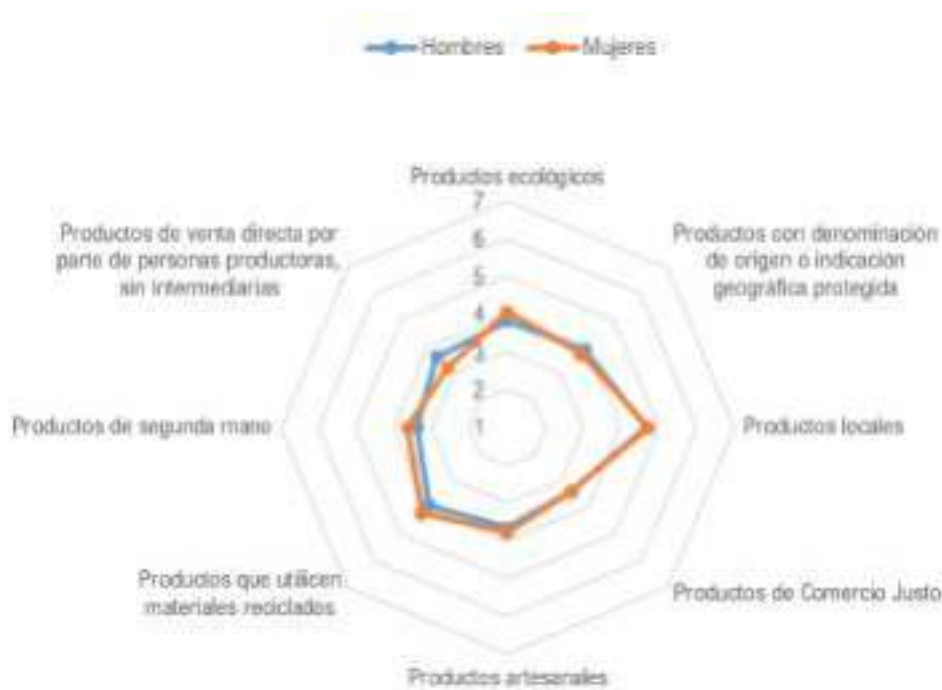 Hombres Mujeres
Productos ecológicos
7
6
5
4
3
2
1
Productos con denominación
de origen o indicación
geográfica protegida
Productos locales
Productos de Comercio Justo
Productos artesanales
Productos que utilicen
materiales reciclados
Productos de segunda mano
Productos de venta directa por
parte de personas productoras,
sin intermediarias